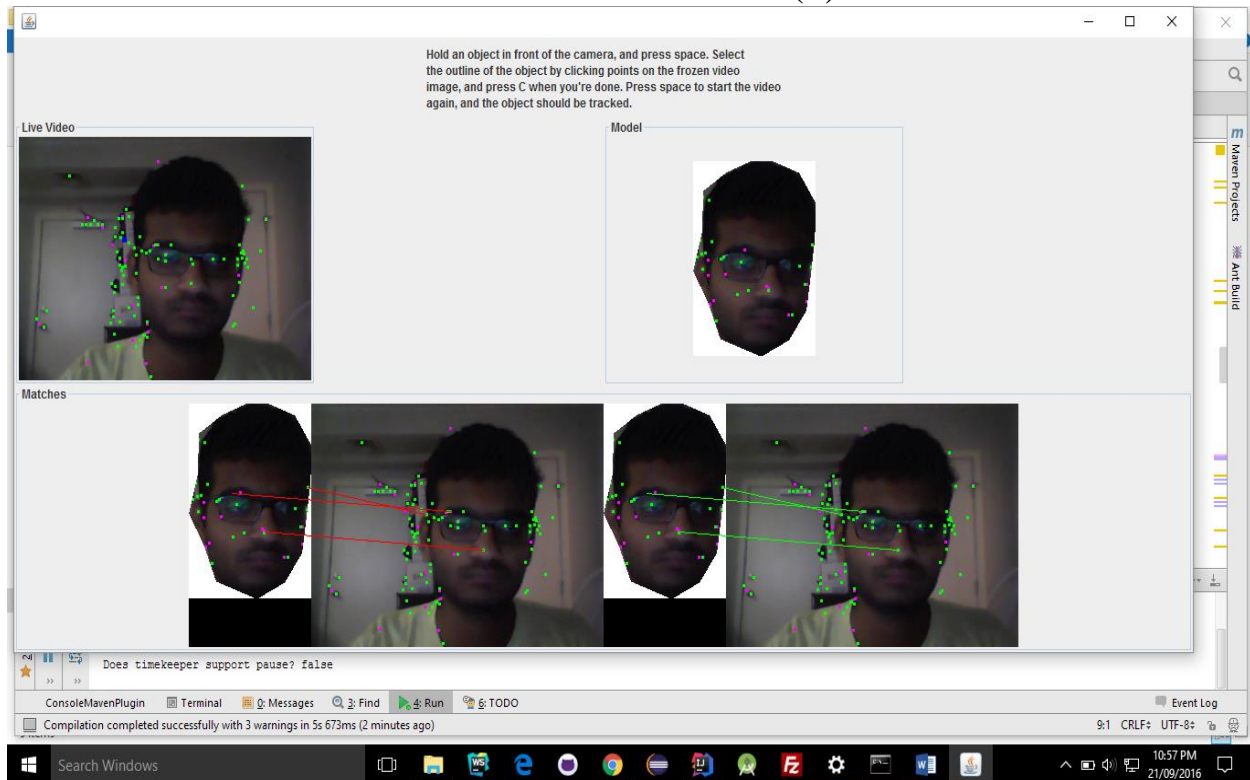 Hold an object in front of the camera, and press space. Select
the outline of the object by clicking points on the frozen video
image, and press C when you're done. Press space to start the video
again, and the object should be tracked.
Live Video
Model
Matches
m Maven Projects
Ant Build
Does timekeeper support pause? false
ConsoleMavenPlugin Terminal 0: Messages 3: Find 4: Run 6: TODO Event Log
Compilation completed successfully with 3 warnings in 5s 673ms (2 minutes ago) 9:1 CRLF UTF-8
Search Windows
10:57 PM
21/09/2016